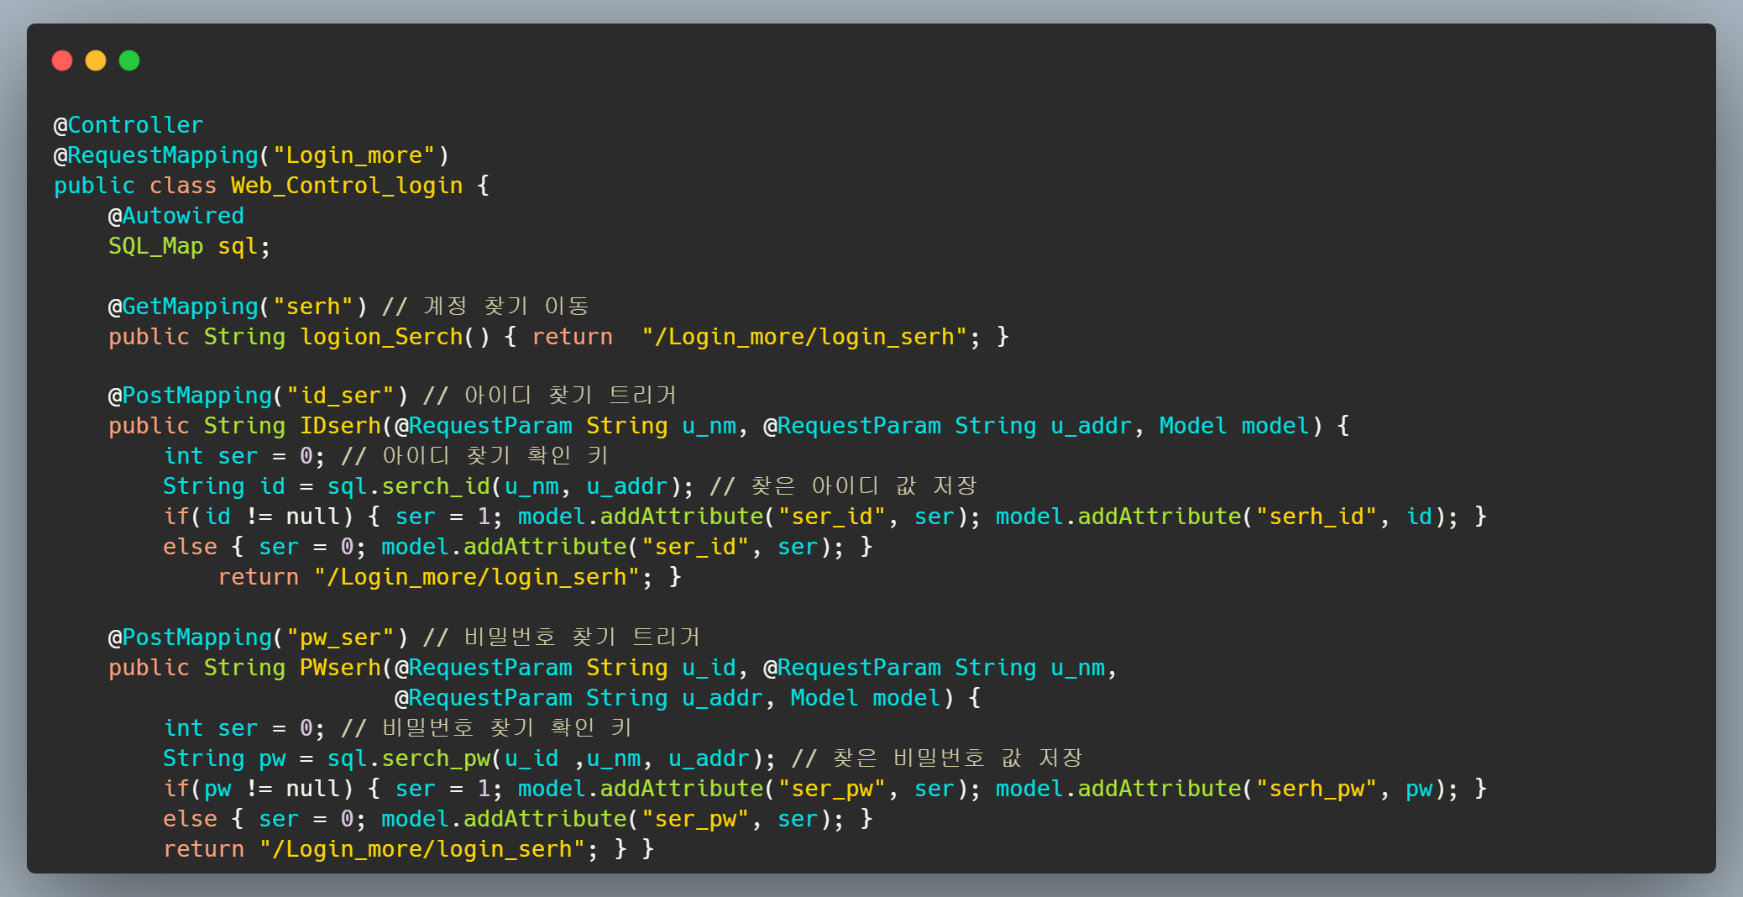 @Controller
@RequestMapping("Login_more")
public class Web_Control_login {
    @Autowired
    SQL_Map sql;

    @GetMapping("serh") // 계정 찾기 이동
    public String logion_Serch() { return  "/Login_more/login_serh"; }

    @PostMapping("id_ser") // 아이디 찾기 트리거
    public String IDserh(@RequestParam String u_nm, @RequestParam String u_addr, Model model) {
        int ser = 0; // 아이디 찾기 확인 키
        String id = sql.serch_id(u_nm, u_addr); // 찾은 아이디 값 저장
        if(id != null) { ser = 1; model.addAttribute("ser_id", ser); model.addAttribute("serh_id", id); }
        else { ser = 0; model.addAttribute("ser_id", ser); }
            return "/Login_more/login_serh"; }

    @PostMapping("pw_ser") // 비밀번호 찾기 트리거
    public String PWserh(@RequestParam String u_id, @RequestParam String u_nm,
                         @RequestParam String u_addr, Model model) {
        int ser = 0; // 비밀번호 찾기 확인 키
        String pw = sql.serch_pw(u_id ,u_nm, u_addr); // 찾은 비밀번호 값 저장
        if(pw != null) { ser = 1; model.addAttribute("ser_pw", ser); model.addAttribute("serh_pw", pw); }
        else { ser = 0; model.addAttribute("ser_pw", ser); }
        return "/Login_more/login_serh"; } }